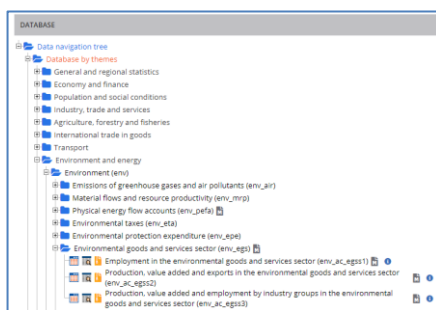 DATABASE
Data navigation tree
Database by themes
General and regional statistics
Economy and finance
Population and social conditions
Industry, trade and services
Agriculture, forestry and fisheries
International trade in goods
Transport
Environment and energy
Environment (env)
Emissions of greenhouse gases and air pollutants (env_air)
Material flows and resource productivity (env_mrp)
Physical energy flow accounts (env_pefa)
Environmental taxes (env_eta)
Environmental protection expenditure (env_epe)
Environmental goods and services sector (env_egs)
Employment in the environmental goods and services sector (env_ac_egss1)
Production, value added and exports in the environmental goods and services sector
(env_ac_egss2)
Production, value added and employment by industry groups in the environmental
goods and services sector (env_ac_egss3)